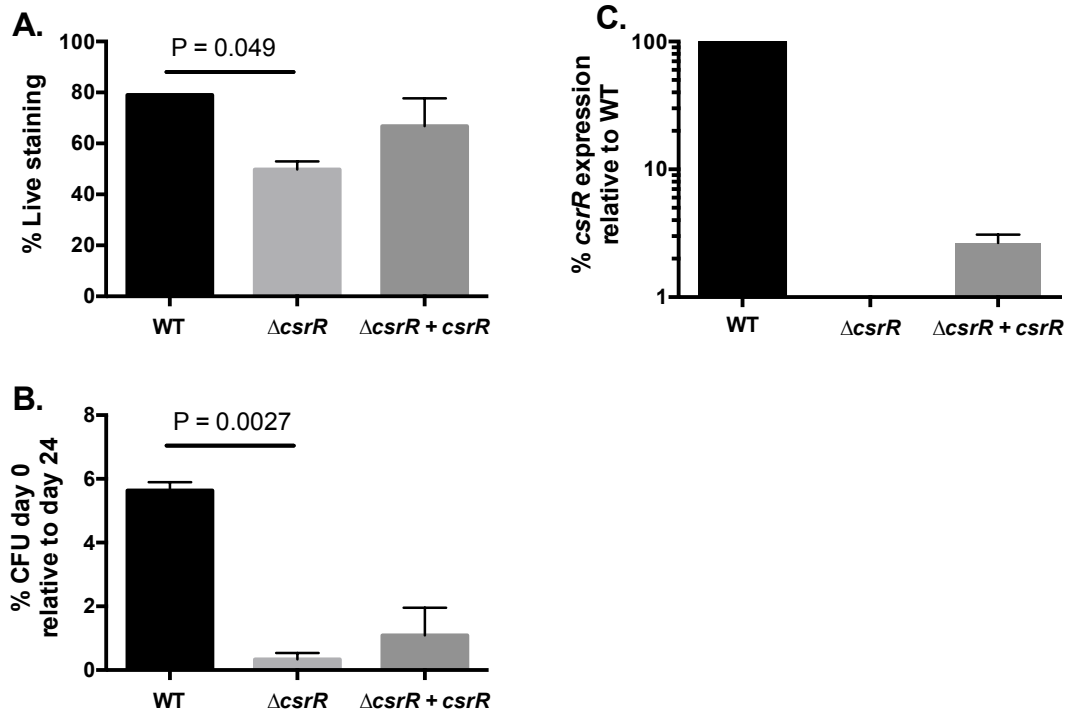 A.
P = 0.049
% Live staining
100
80
60
40
20
0
WT
ΔcsrR
ΔcsrR + csrR
C.
% csrR expression
relative to WT
100
10
1
WT
ΔcsrR
ΔcsrR + csrR
B.
P = 0.0027
% CFU day 0
relative to day 24
8
6
4
2
0
WT
ΔcsrR
ΔcsrR + csrR